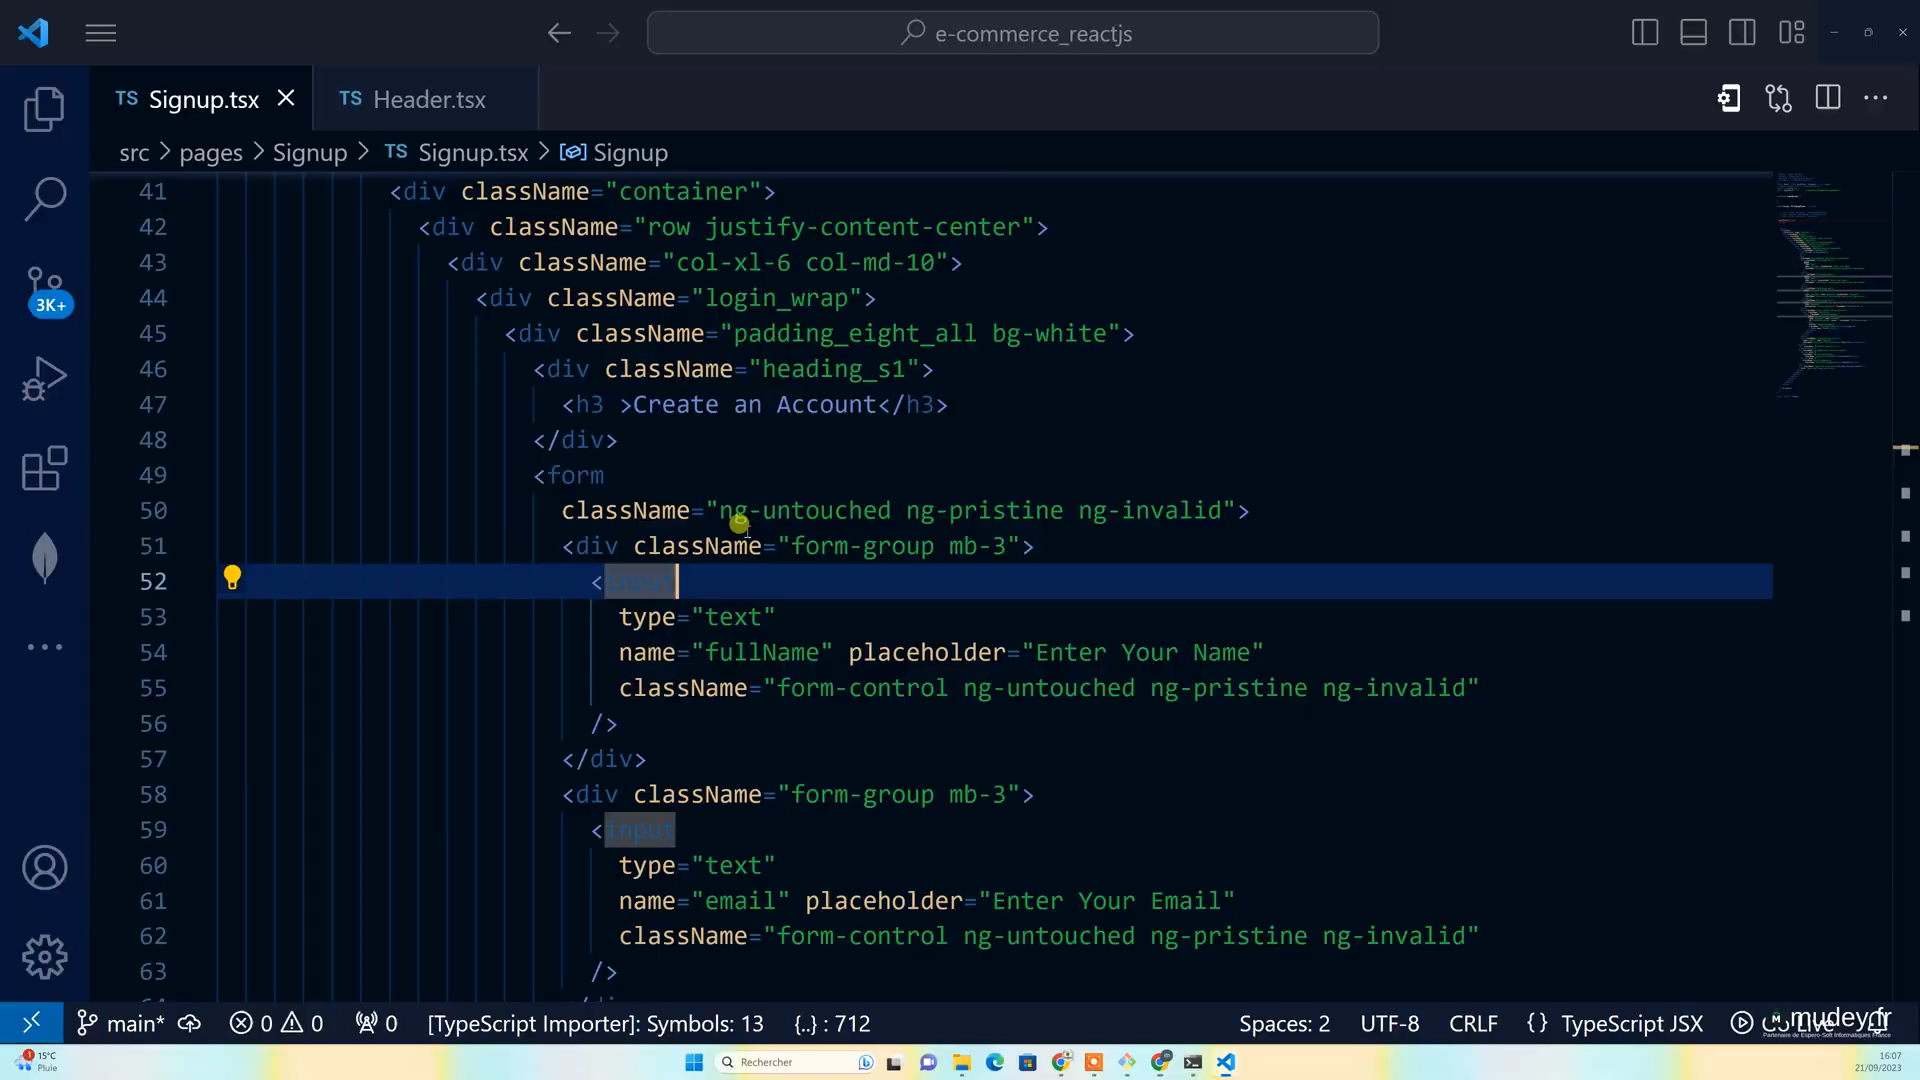 e-commerce_reactjs
TS Signup.tsx
TS Header.tsx
src > pages > Signup > TS Signup.tsx > Signup
41 <div className="container">
42 <div className="row justify-content-center">
43 <div className="col-xl-6 col-md-10">
44 <div className="login_wrap">
45 <div className="padding_eight_all bg-white">
46 <div className="heading_s1">
47 <h3 >Create an Account</h3>
48 </div>
49 <form
50 className="ng-untouched ng-pristine ng-invalid">
51 <div className="form-group mb-3">
52 <input
53 type="text"
54 name="fullName" placeholder="Enter Your Name"
55 className="form-control ng-untouched ng-pristine ng-invalid"
56 />
57 </div>
58 <div className="form-group mb-3">
59 <input
60 type="text"
61 name="email" placeholder="Enter Your Email"
62 className="form-control ng-untouched ng-pristine ng-invalid"
63 />
3K+
main* 0 0 0 [TypeScript Importer]: Symbols: 13 {..} : 712 Spaces: 2 UTF-8 CRLF {} TypeScript JSX
mudey.fr
Partenaire de Espero-Soft Informatiques France
1
15°C
Pluie
Rechercher
16:07
21/09/2023